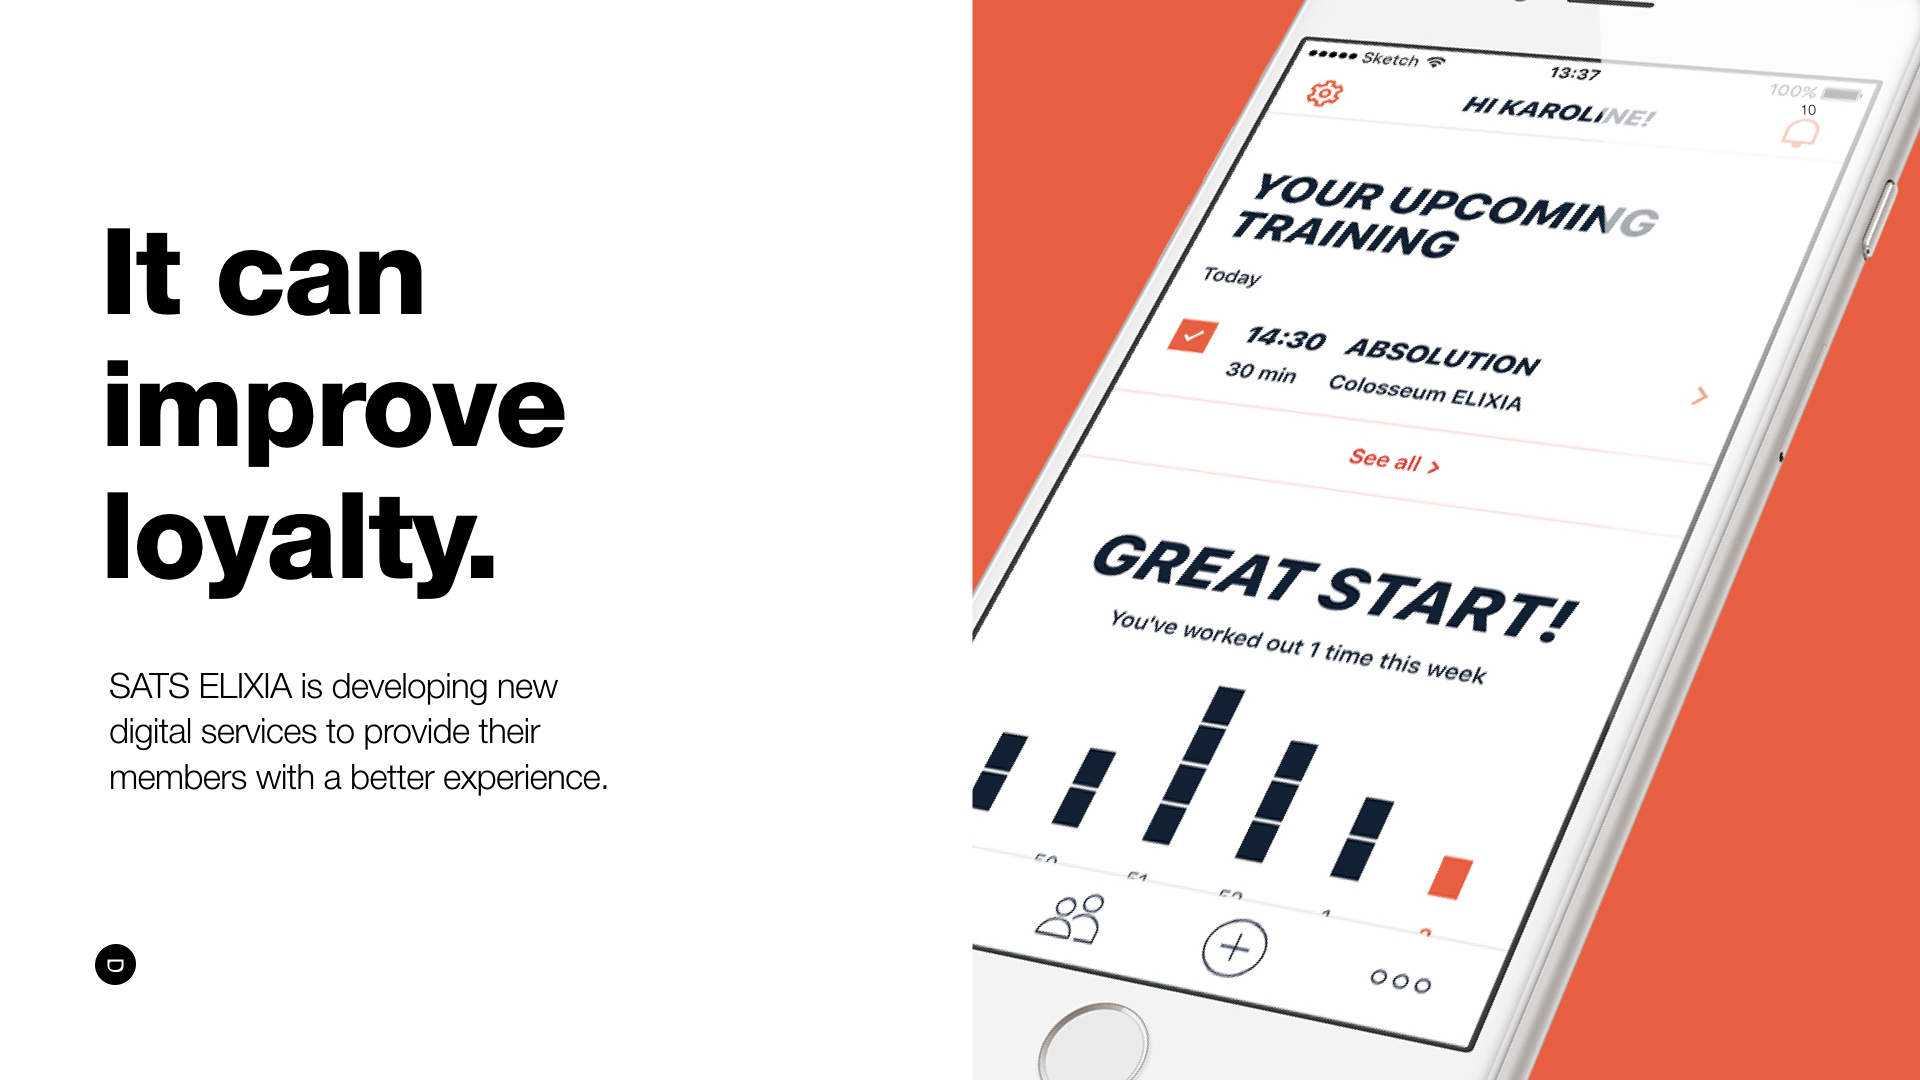 It can
improve
loyalty.
SATS ELIXIA is developing new
digital services to provide their
members with a better experience.
D
Sketch
13:37
100%
10
HI KAROLINE!
YOUR UPCOMING
TRAINING
Today
14:30 ABSOLUTION
30 min Colosseum ELIXIA
See all >
GREAT START!
You've worked out 1 time this week